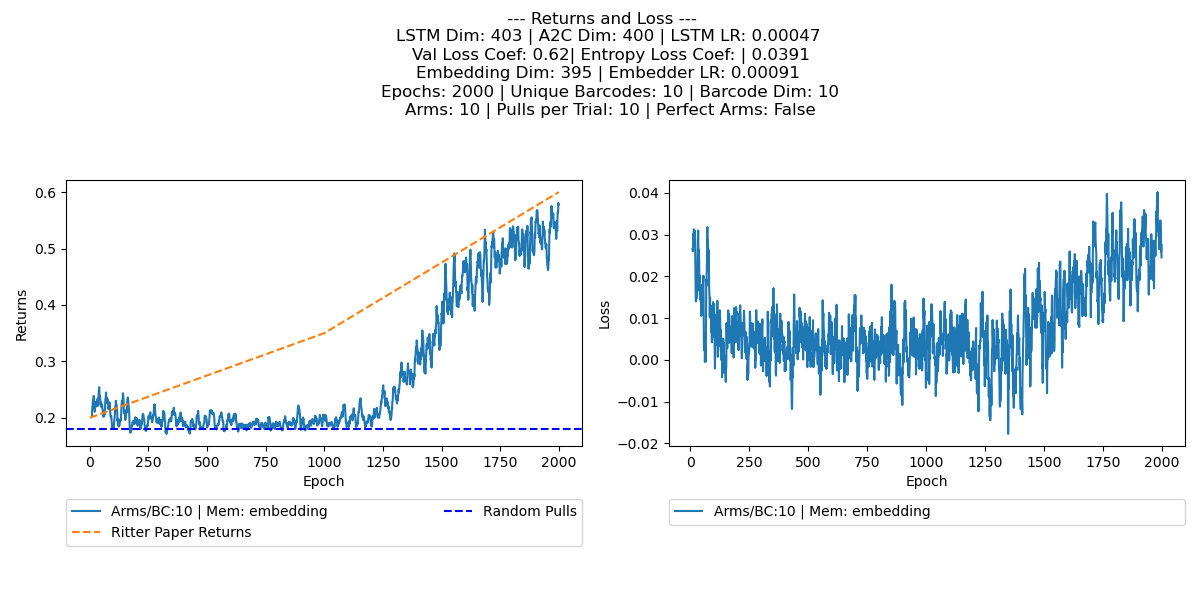 --- Returns and Loss ---
LSTM Dim: 403 | A2C Dim: 400 | LSTM LR: 0.00047
Val Loss Coef: 0.62| Entropy Loss Coef: | 0.0391
Embedding Dim: 395 | Embedder LR: 0.00091
Epochs: 2000 | Unique Barcodes: 10 | Barcode Dim: 10
Arms: 10 | Pulls per Trial: 10 | Perfect Arms: False
0.6
0.5
0.4
0.3
0.2
Returns
0 250 500 750 1000 1250 1500 1750 2000
Epoch
Arms/BC:10 | Mem: embedding
Ritter Paper Returns
Random Pulls
0.04
0.03
0.02
0.01
0.00
−0.01
−0.02
Loss
0 250 500 750 1000 1250 1500 1750 2000
Epoch
Arms/BC:10 | Mem: embedding